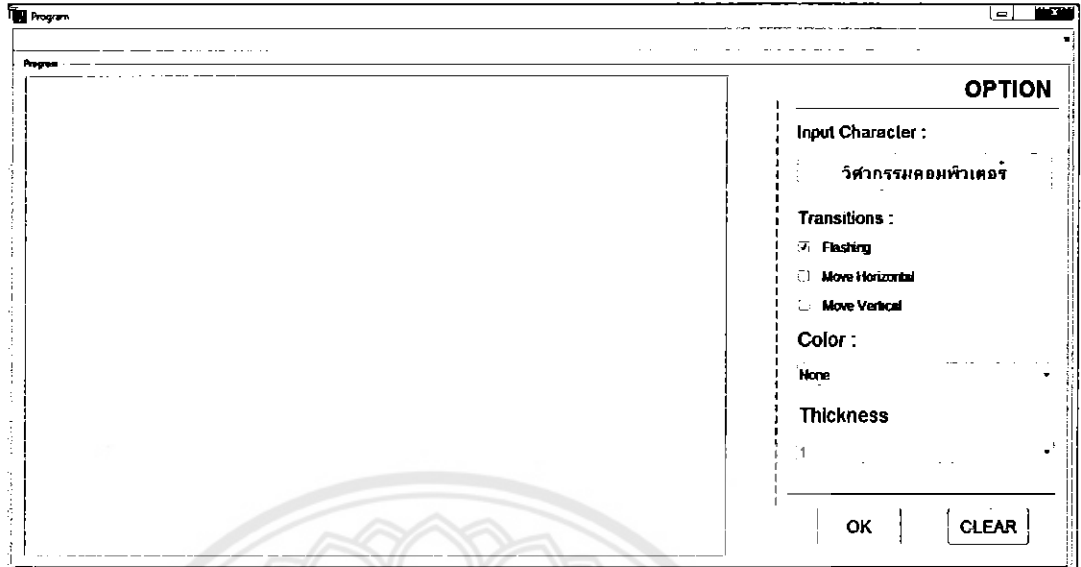 Program
Program
OPTION
Input Character :
วิศวกรรมคอมพิวเตอร์
Transitions :
Flashing
Move Horizontal
Move Vertical
Color :
None
Thickness
1
OK
CLEAR